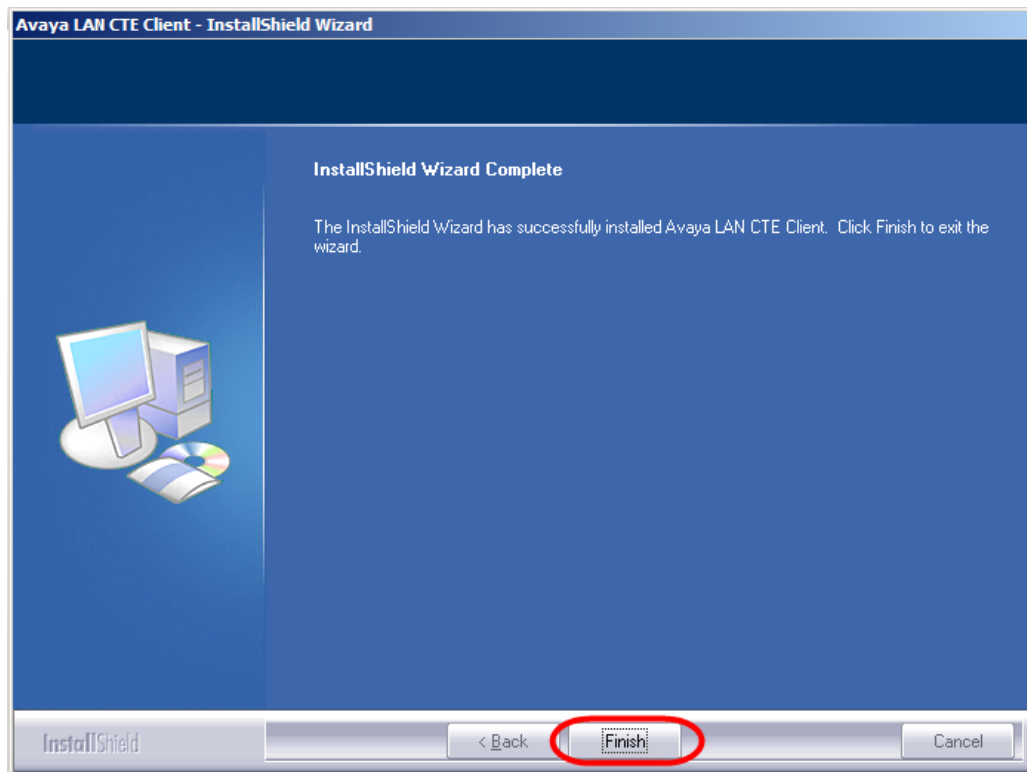 Avaya LAN CTE Client - InstallShield Wizard
InstallShield Wizard Complete
The InstallShield Wizard has successfully installed Avaya LAN CTE Client. Click Finish to exit the
wizard.
InstallShield
< Back
Finish
Cancel